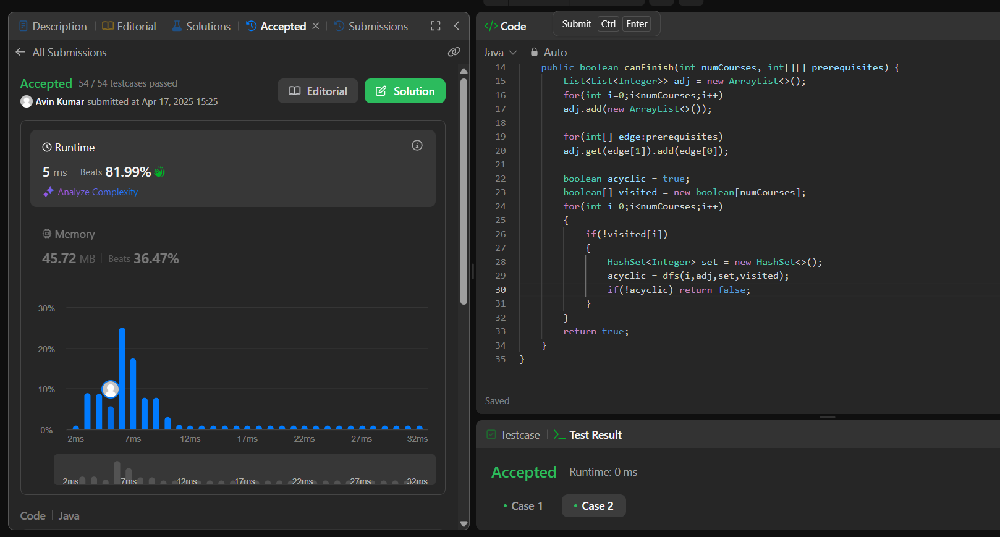 Description Editorial Solutions Accepted Submissions
All Submissions
Accepted 54 / 54 testcases passed
Avin Kumar submitted at Apr 17, 2025 15:25
Editorial
Solution
Runtime
5 ms Beats 81.99%
Analyze Complexity
Memory
45.72 MB Beats 36.47%
30%
20%
10%
0%
2ms 7ms 12ms 17ms 22ms 27ms 32ms
2ms 7ms 12ms 17ms 22ms 27ms 32ms
Code Java
</> Code
Submit Ctrl Enter
Java Auto
14 public boolean canFinish(int numCourses, int[][] prerequisites) {
15 List<List<Integer>> adj = new ArrayList<>();
16 for(int i=0;i<numCourses;i++)
17 adj.add(new ArrayList<>());
18
19 for(int[] edge:prerequisites)
20 adj.get(edge[1]).add(edge[0]);
21
22 boolean acyclic = true;
23 boolean[] visited = new boolean[numCourses];
24 for(int i=0;i<numCourses;i++)
25 {
26 if(!visited[i])
27 {
28 HashSet<Integer> set = new HashSet<>();
29 acyclic = dfs(i,adj,set,visited);
30 if(!acyclic) return false;
31 }
32 }
33 return true;
34 }
35 }
Saved
Testcase >_ Test Result
Accepted Runtime: 0 ms
• Case 1 • Case 2